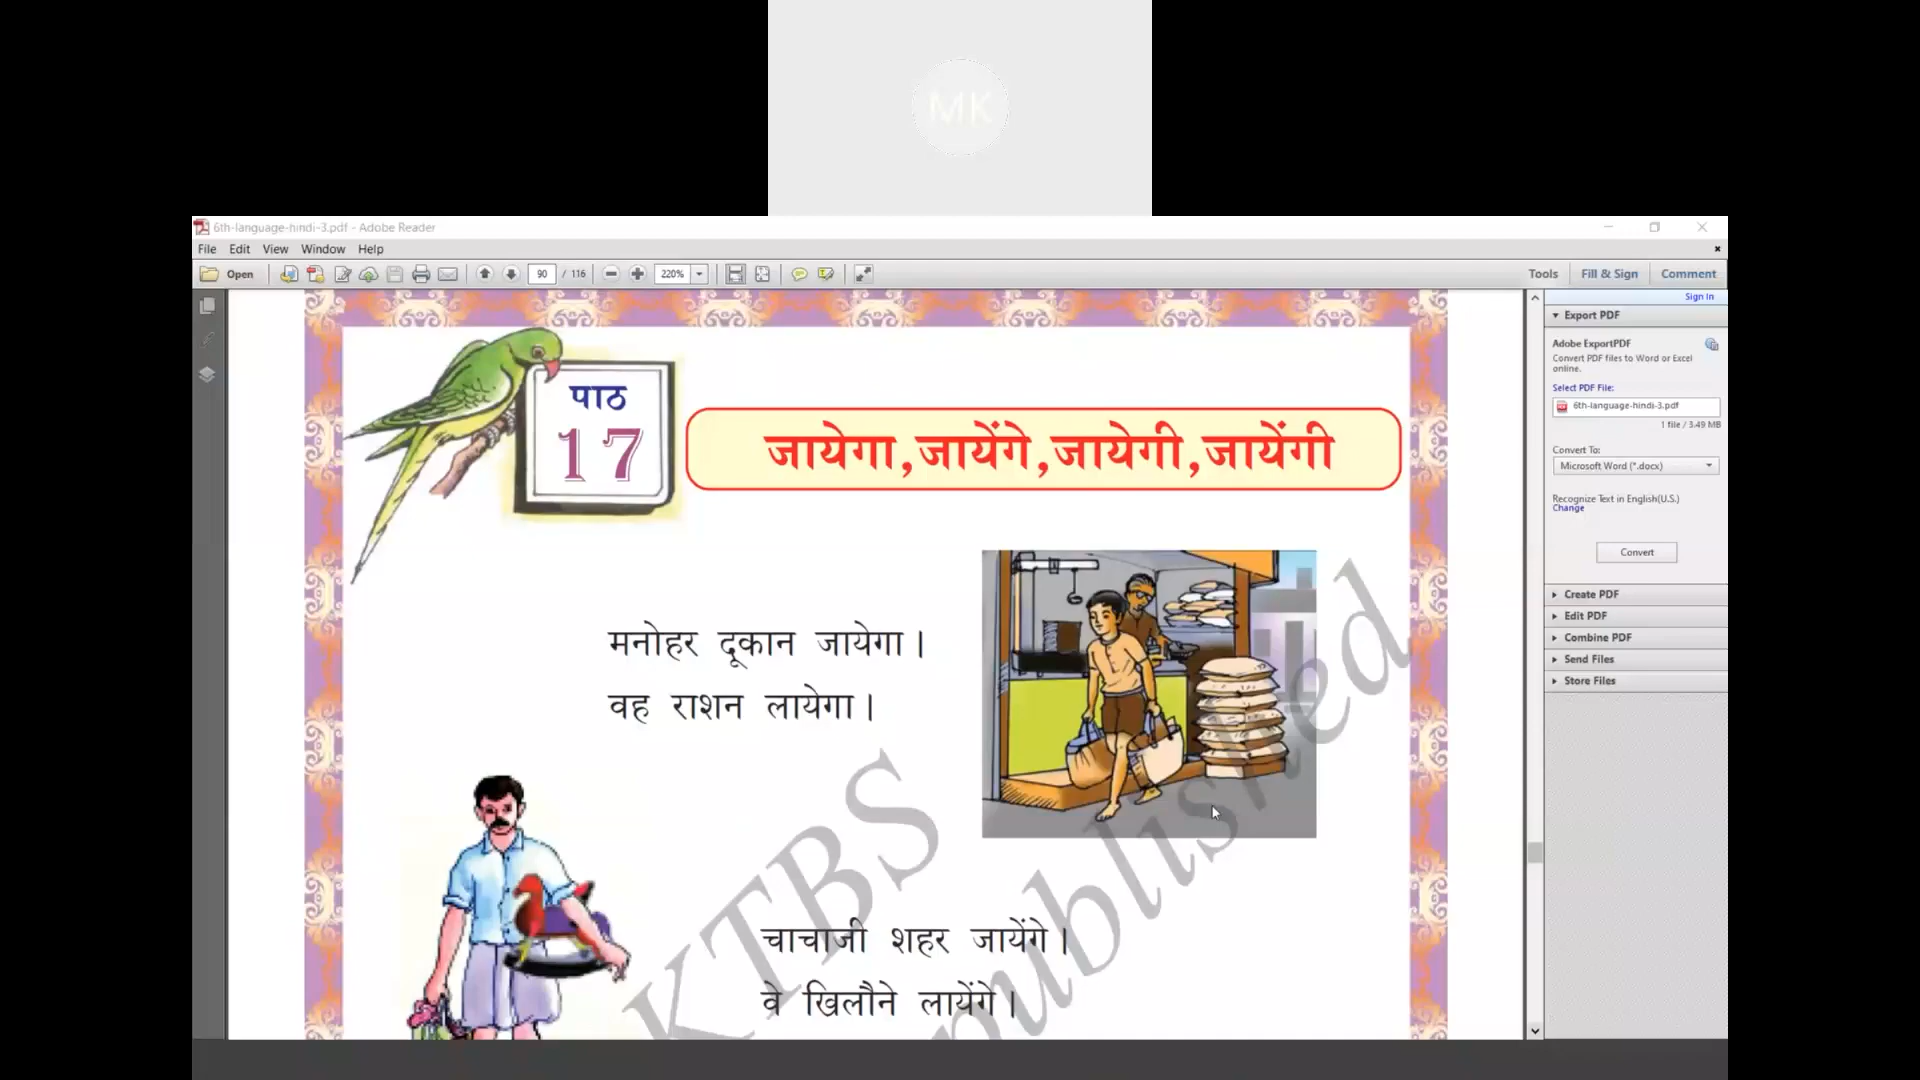 MK
6th-language-hindi-3.pdf - Adobe Reader
File Edit View Window Help
Open 90 / 116 220% Tools Fill & Sign Comment
Sign In
Export PDF
Adobe ExportPDF
Convert PDF files to Word or Excel
online.
Select PDF File:
6th-language-hindi-3.pdf
1 file / 3.49 MB
Convert To:
Microsoft Word (*.docx)
Recognize Text in English(U.S.)
Change
Convert
Create PDF
Edit PDF
Combine PDF
Send Files
Store Files
पाठ
17
जायेगा,जायेंगे,जायेगी,जायेंगी
मनोहर दूकान जायेगा।
वह राशन लायेगा।
चाचाजी शहर जायेंगे।
वे खिलौने लायेंगे।
KTBS
published